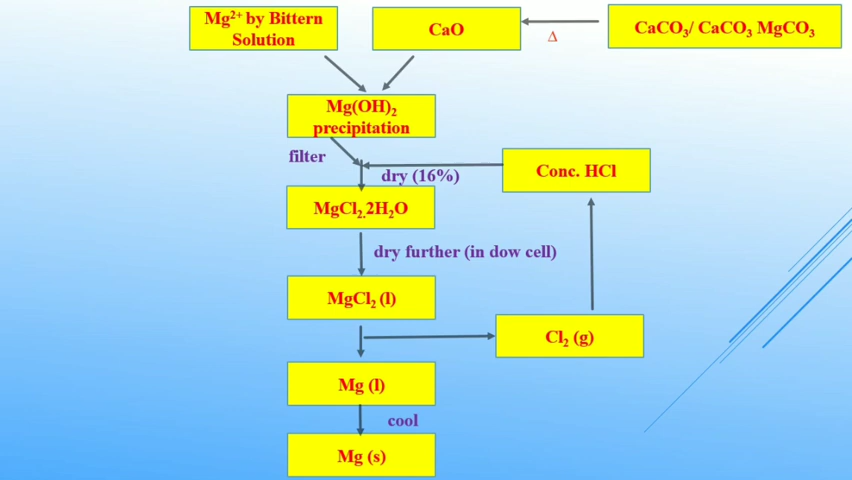 Mg²⁺ by Bittern
Solution
CaO
Δ
CaCO₃/ CaCO₃ MgCO₃
Mg(OH)₂
precipitation
filter
dry (16%)
Conc. HCl
MgCl₂.2H₂O
dry further (in dow cell)
MgCl₂ (l)
Cl₂ (g)
Mg (l)
cool
Mg (s)